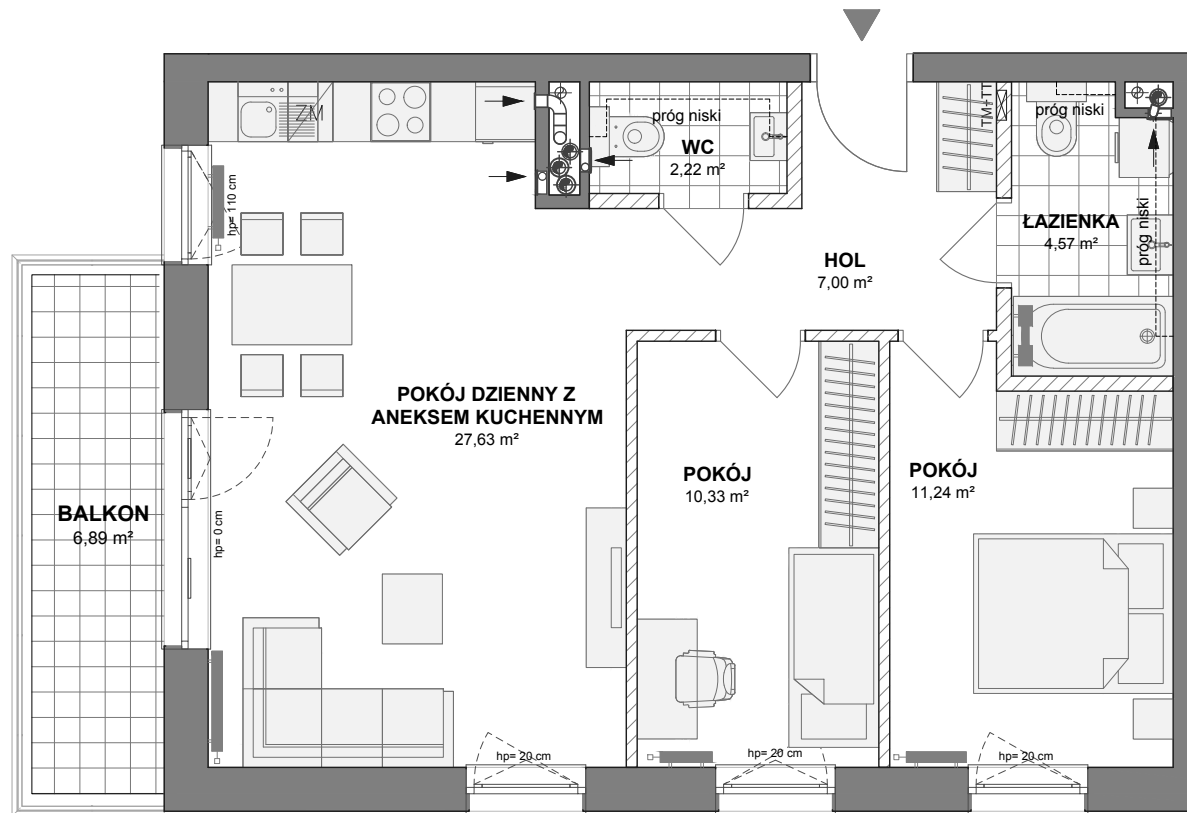 ZM
próg niski
WC
2,22 m²
TM+TT
próg niski
ŁAZIENKA
4,57 m²
próg niski
hp= 110 cm
HOL
7,00 m²
POKÓJ DZIENNY Z
ANEKSEM KUCHENNYM
27,63 m²
POKÓJ
10,33 m²
POKÓJ
11,24 m²
BALKON
6,89 m²
hp= 0 cm
hp= 20 cm
hp= 20 cm
hp= 20 cm